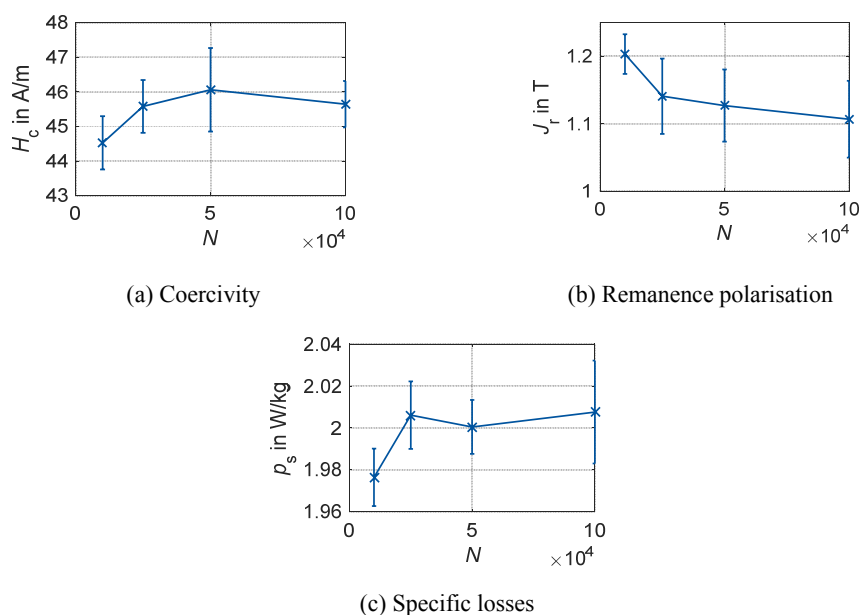 48
47
46
45
44
43
H_c in A/m
0 5 10
N ×10^4
(a) Coercivity
1.2
1.1
1
J_r in T
0 5 10
N ×10^4
(b) Remanence polarisation
2.04
2.02
2
1.98
1.96
p_s in W/kg
0 5 10
N ×10^4
(c) Specific losses